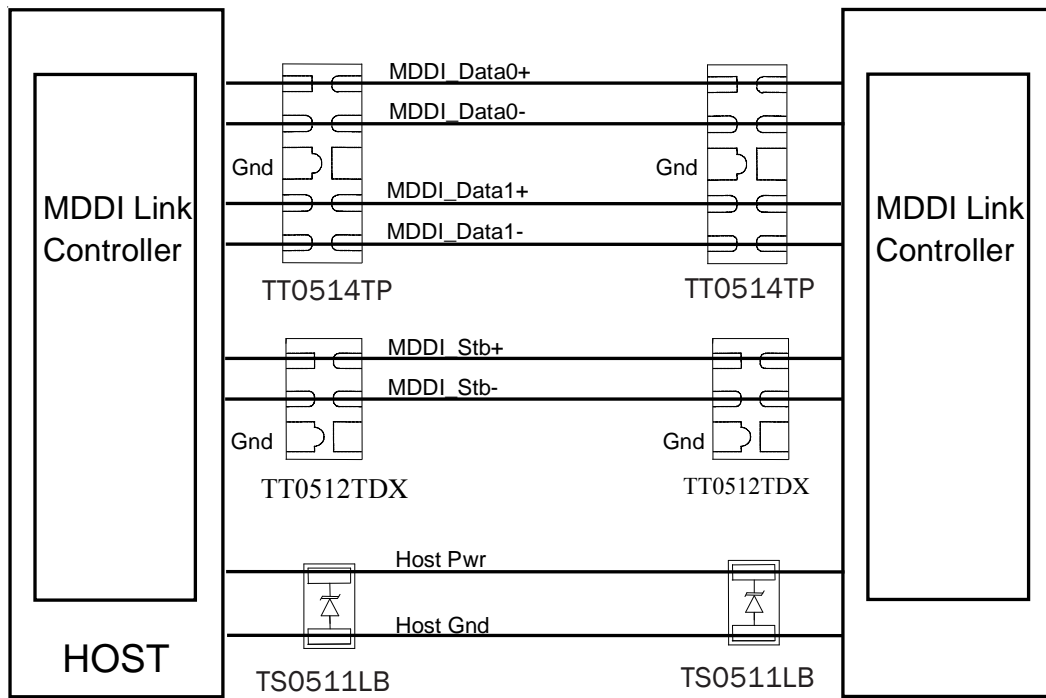 MDDI_Data0+
MDDI_Data0-
Gnd
Gnd
MDDI Link
Controller
MDDI_Data1+
MDDI Link
Controller
MDDI_Data1-
TT0514TP
TT0514TP
MDDI_Stb+
MDDI_Stb-
Gnd
Gnd
TT0512TDX
TT0512TDX
Host Pwr
Host Gnd
HOST
TS0511LB
TS0511LB